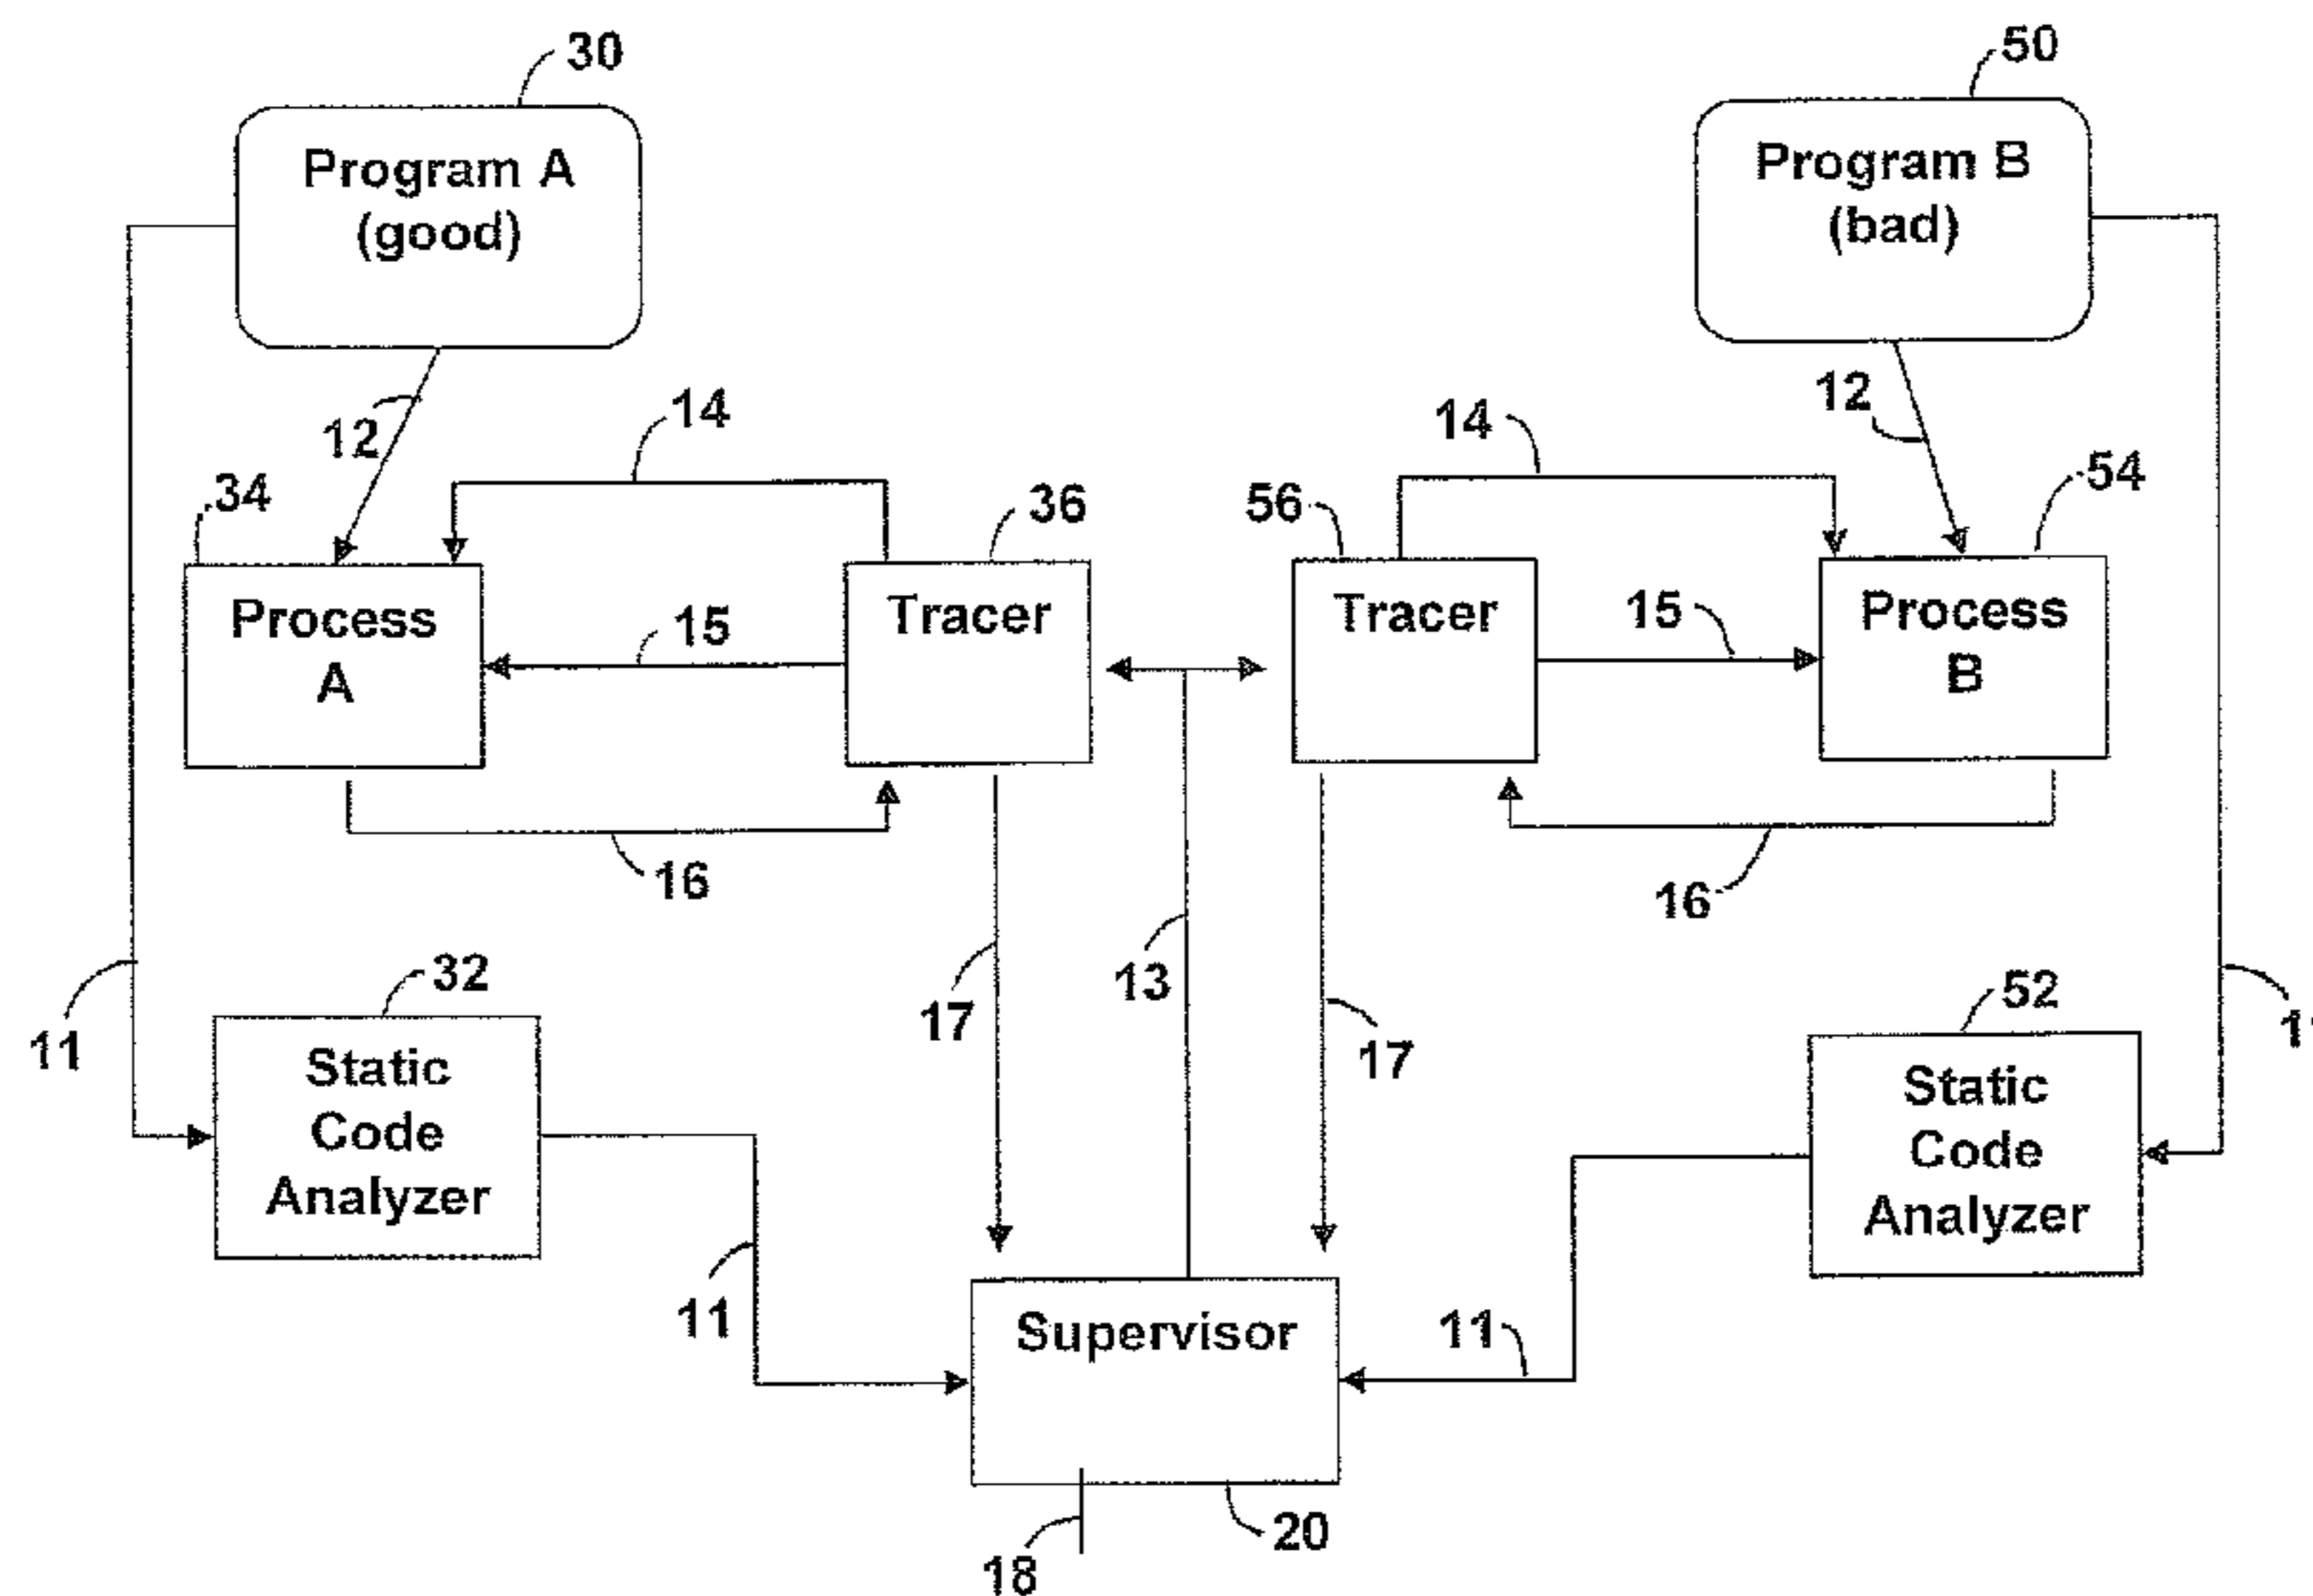 30
50
Program A
(good)
Program B
(bad)
12
14
14
12
34
36
56
54
Process
A
15
Tracer
Tracer
15
Process
B
16
16
11
32
17
13
17
52
Static
Code
Analyzer
Static
Code
Analyzer
11
Supervisor
11
18
20